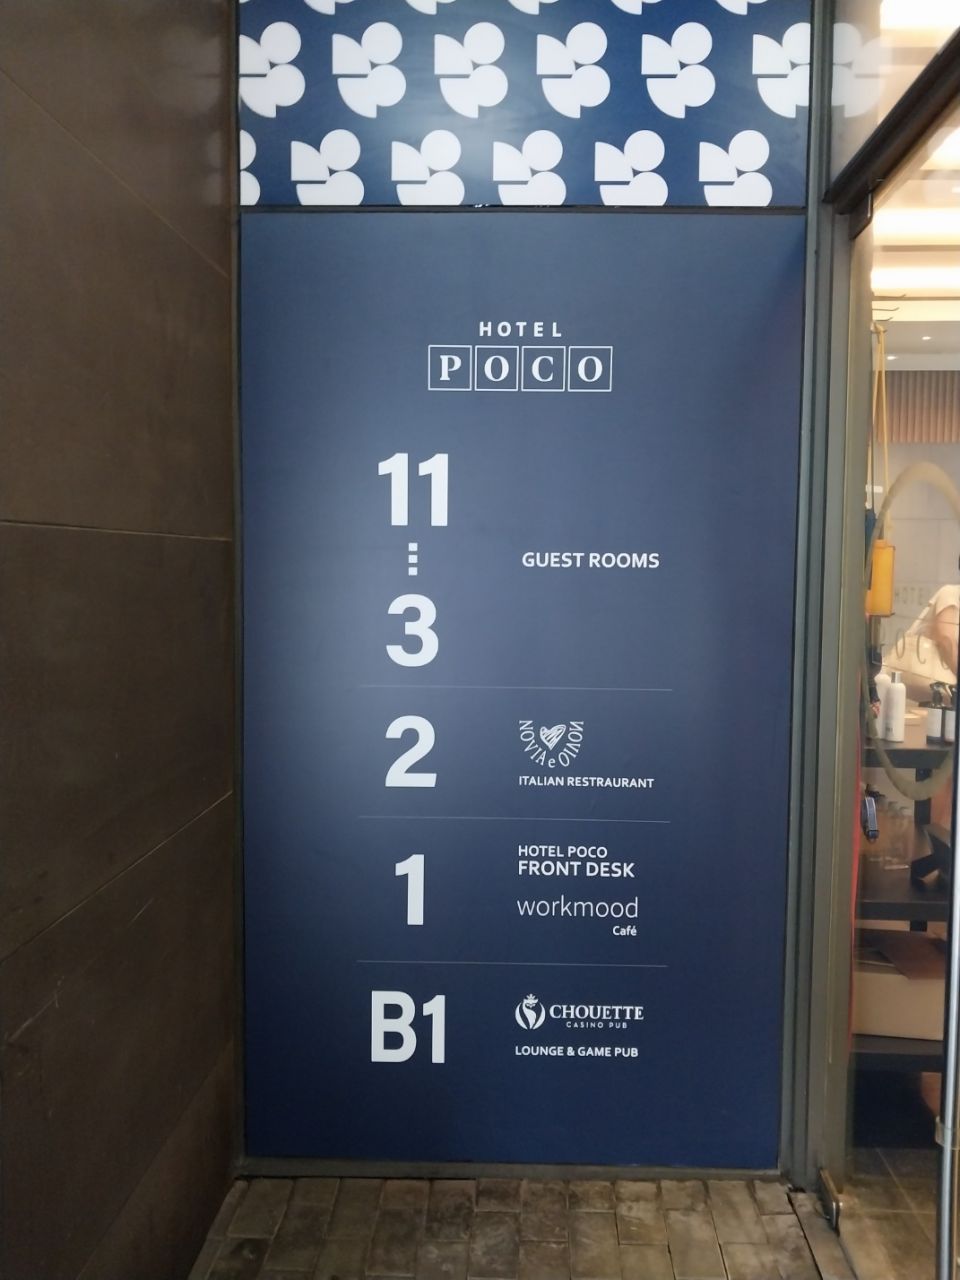 HOTEL
POCO
11
3
GUEST ROOMS
2
NOVIA e NOVIO
ITALIAN RESTRAURANT
1
HOTEL POCO
FRONT DESK
workmood
Café
B1
CHOUETTE
CASINO PUB
LOUNGE & GAME PUB